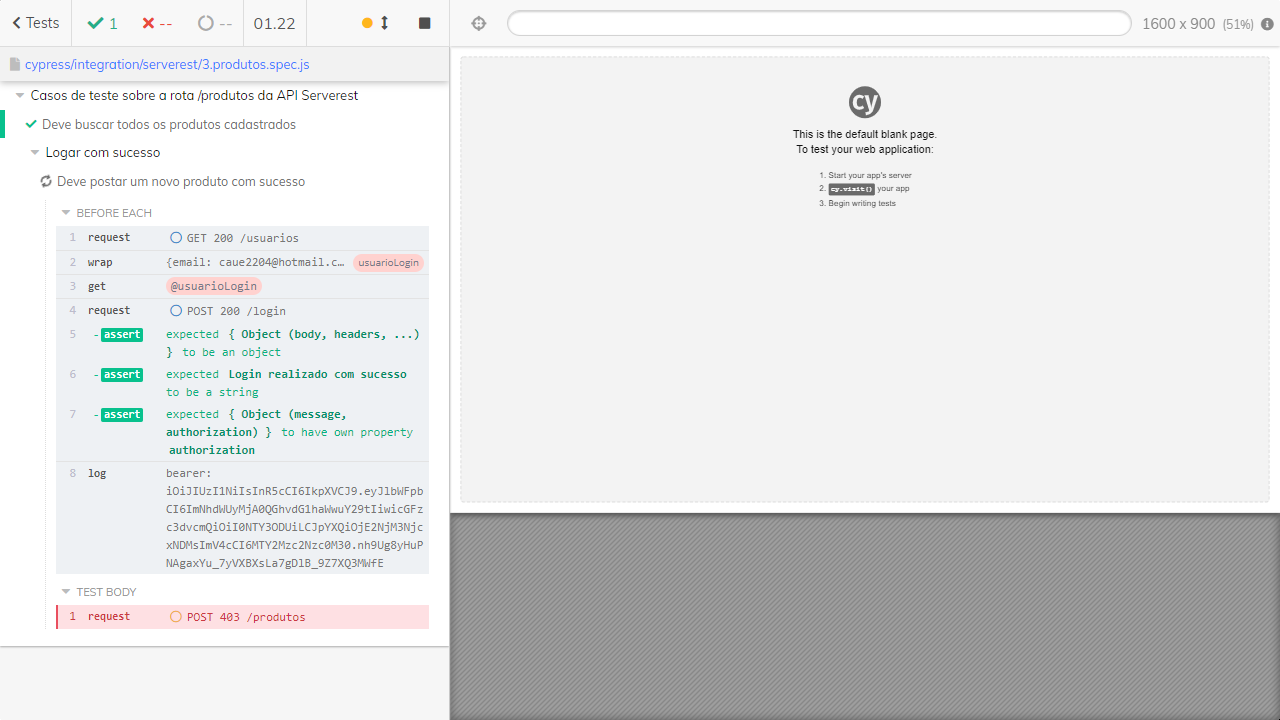 Tests
1
--
--
01.22
1600 x 900 (51%)
cypress/integration/serverest/3.produtos.spec.js
Casos de teste sobre a rota /produtos da API Serverest
Deve buscar todos os produtos cadastrados
Logar com sucesso
Deve postar um novo produto com sucesso
BEFORE EACH
1 request GET 200 /usuarios
2 wrap {email: caue2204@hotmail.c… usuarioLogin
3 get @usuarioLogin
4 request POST 200 /login
5 -assert expected { Object (body, headers, ...)
} to be an object
6 -assert expected Login realizado com sucesso
to be a string
7 -assert expected { Object (message,
authorization) } to have own property
authorization
8 log bearer:
iOiJIUzI1NiIsInR5cCI6IkpXVCJ9.eyJlbWFpb
CI6ImNhdWUyMjA0QGhvdG1haWwuY29tIiwicGFz
c3dvcmQiOiI0NTY3ODUiLCJpYXQiOjE2NjM3Njc
xNDMsImV4cCI6MTY2Mzc2Nzc0M30.nh9Ug8yHuP
NAgaxYu_7yVXBXsLa7gDlB_9Z7XQ3MWfE
TEST BODY
1 request POST 403 /produtos
cy
This is the default blank page.
To test your web application:
1. Start your app's server
2. cy.visit() your app
3. Begin writing tests